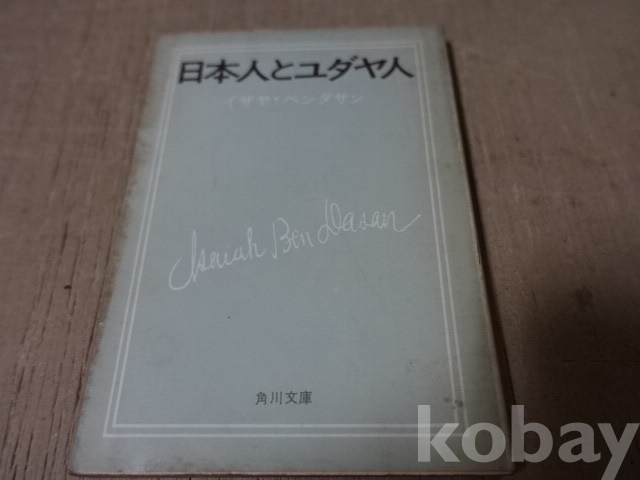 日本人とユダヤ人
イザヤ・ベンダサン
Isaiah Ben Dasan
角川文庫
kobay